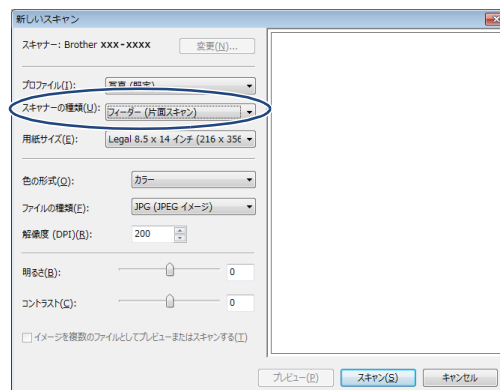 新しいスキャン
スキャナー: Brother XXX-XXXX 変更(N)...
プロファイル(I): 写真 (既定)
スキャナーの種類(U): フィーダー (片面スキャン)
用紙サイズ(E): Legal 8.5 x 14 インチ (216 x 356
色の形式(O): カラー
ファイルの種類(F): JPG (JPEG イメージ)
解像度 (DPI)(R): 200
明るさ(B): 0
コントラスト(C): 0
イメージを複数のファイルとしてプレビューまたはスキャンする(T)
プレビュー(P) スキャン(S) キャンセル